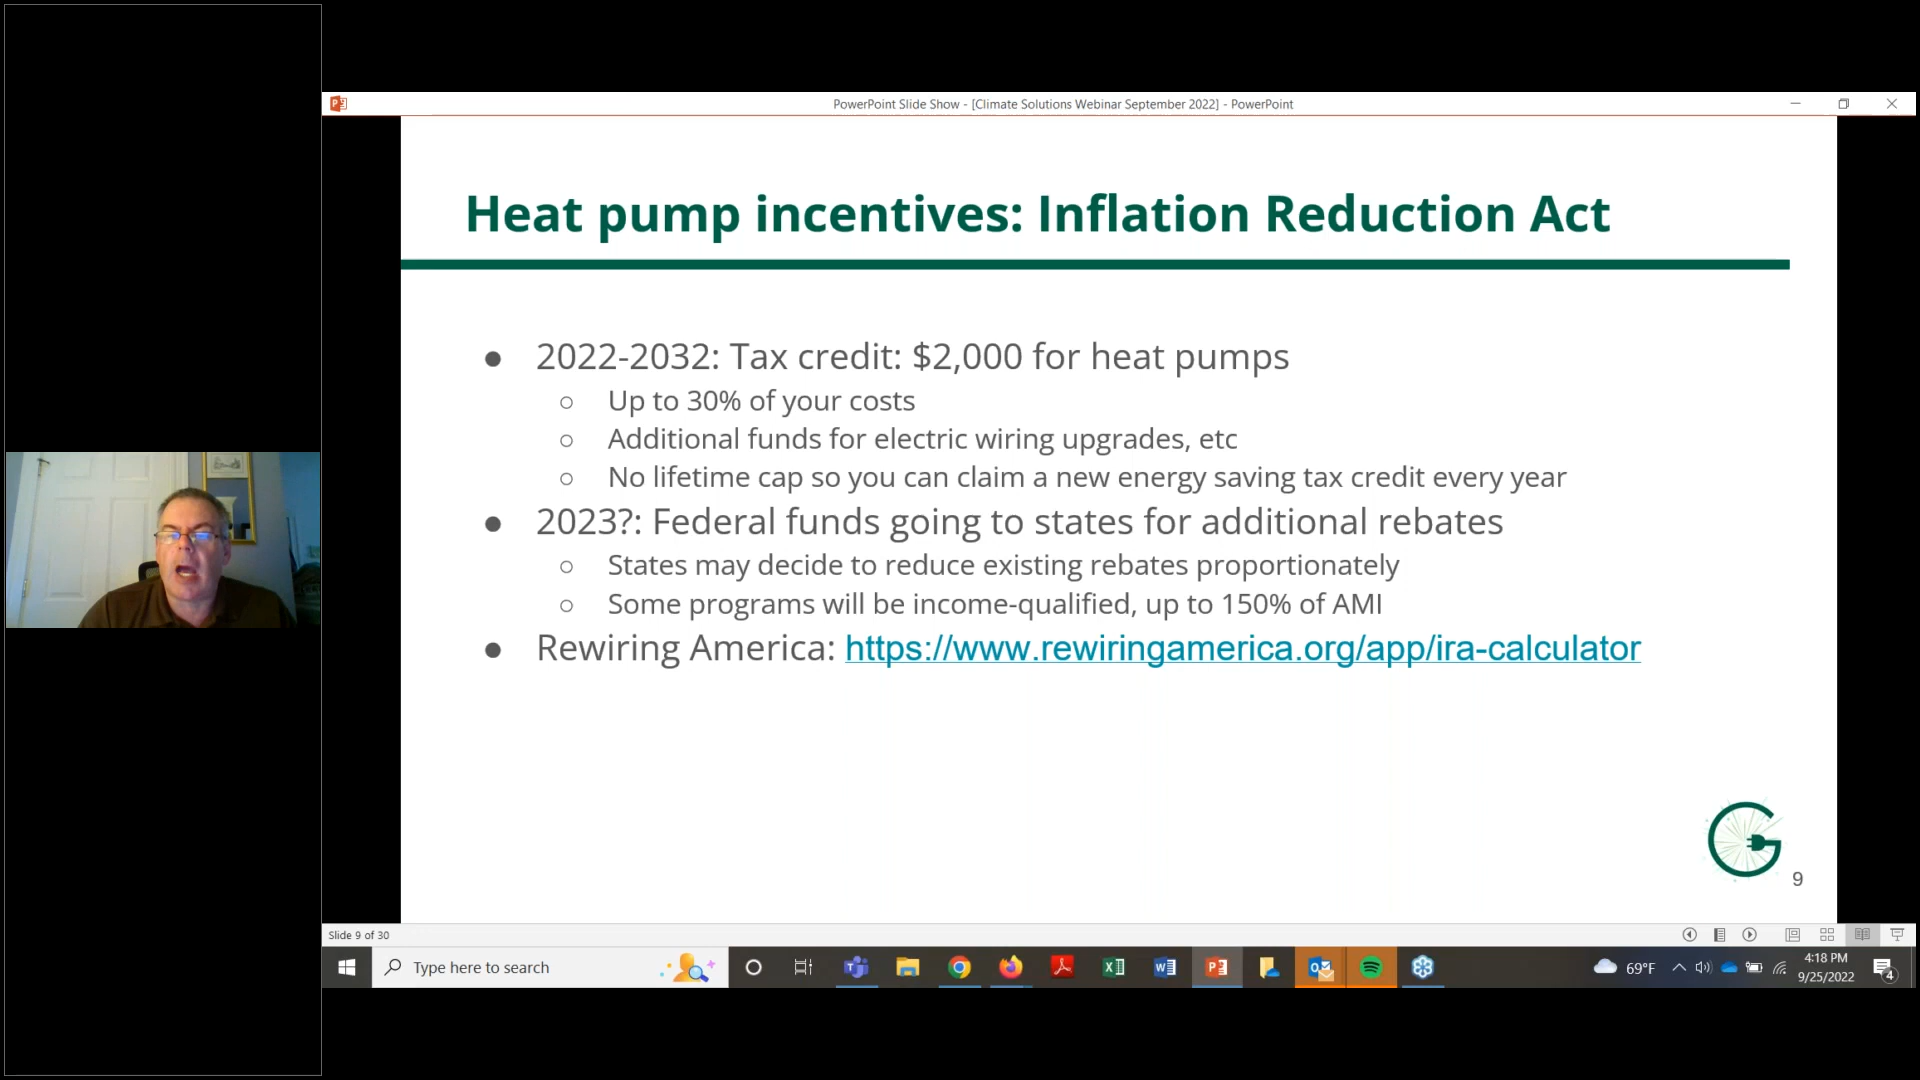 PowerPoint Slide Show - [Climate Solutions Webinar September 2022] - PowerPoint
Heat pump incentives: Inflation Reduction Act
● 2022-2032: Tax credit: $2,000 for heat pumps
○ Up to 30% of your costs
○ Additional funds for electric wiring upgrades, etc
○ No lifetime cap so you can claim a new energy saving tax credit every year
● 2023?: Federal funds going to states for additional rebates
○ States may decide to reduce existing rebates proportionately
○ Some programs will be income-qualified, up to 150% of AMI
● Rewiring America: https://www.rewiringamerica.org/app/ira-calculator
9
Slide 9 of 30
Type here to search
69°F
4:18 PM
9/25/2022
4